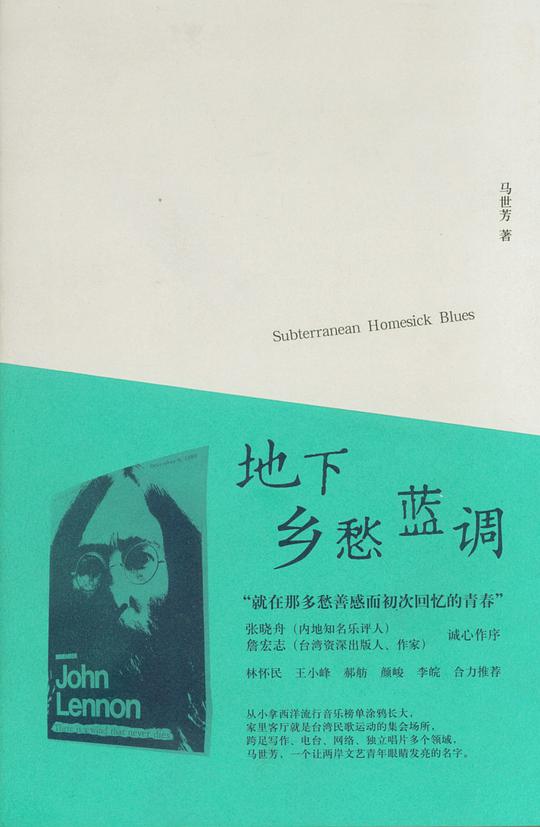 马世芳 著
Subterranean Homesick Blues
地下
乡愁蓝调
“就在那多愁善感而初次回忆的青春”
张晓舟（内地知名乐评人）
詹宏志（台湾资深出版人、作家）
诚心作序
林怀民 王小峰 郝舫 颜峻 李皖 合力推荐
从小拿西洋流行音乐榜单涂鸦长大，
家里客厅就是台湾民歌运动的集会场所，
跨足写作、电台、网络、独立唱片多个领域，
马世芳，一个让两岸文艺青年眼睛发亮的名字。
December 8, 1980
John
Lennon